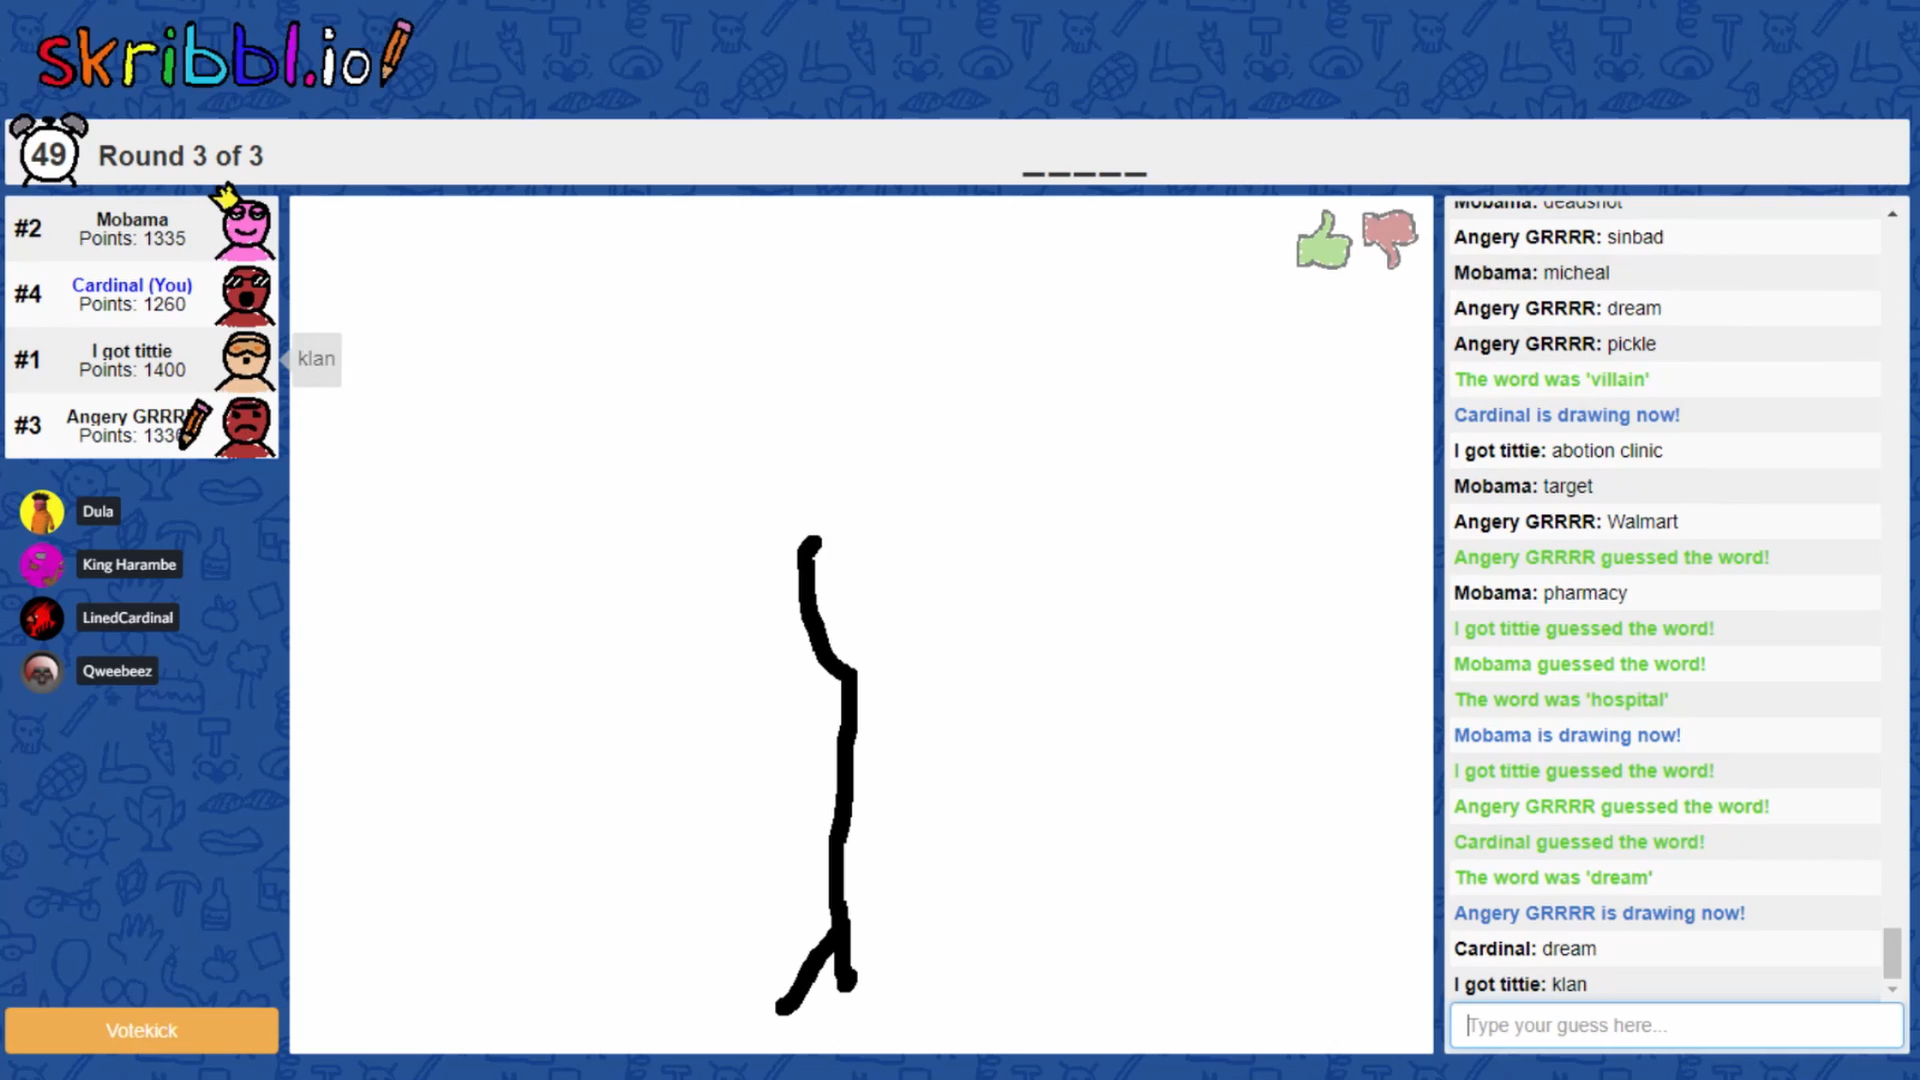 skribbl.io
49
Round 3 of 3
_____
#2
Mobama
Points: 1335
#4
Cardinal (You)
Points: 1260
#1
I got tittie
Points: 1400
klan
#3
Angery GRRR
Points: 133
Dula
King Harambe
LinedCardinal
Qweebeez
Votekick
Mobama: deadshot
Angery GRRRR: sinbad
Mobama: micheal
Angery GRRRR: dream
Angery GRRRR: pickle
The word was 'villain'
Cardinal is drawing now!
I got tittie: abotion clinic
Mobama: target
Angery GRRRR: Walmart
Angery GRRRR guessed the word!
Mobama: pharmacy
I got tittie guessed the word!
Mobama guessed the word!
The word was 'hospital'
Mobama is drawing now!
I got tittie guessed the word!
Angery GRRRR guessed the word!
Cardinal guessed the word!
The word was 'dream'
Angery GRRRR is drawing now!
Cardinal: dream
I got tittie: klan
Type your guess here...